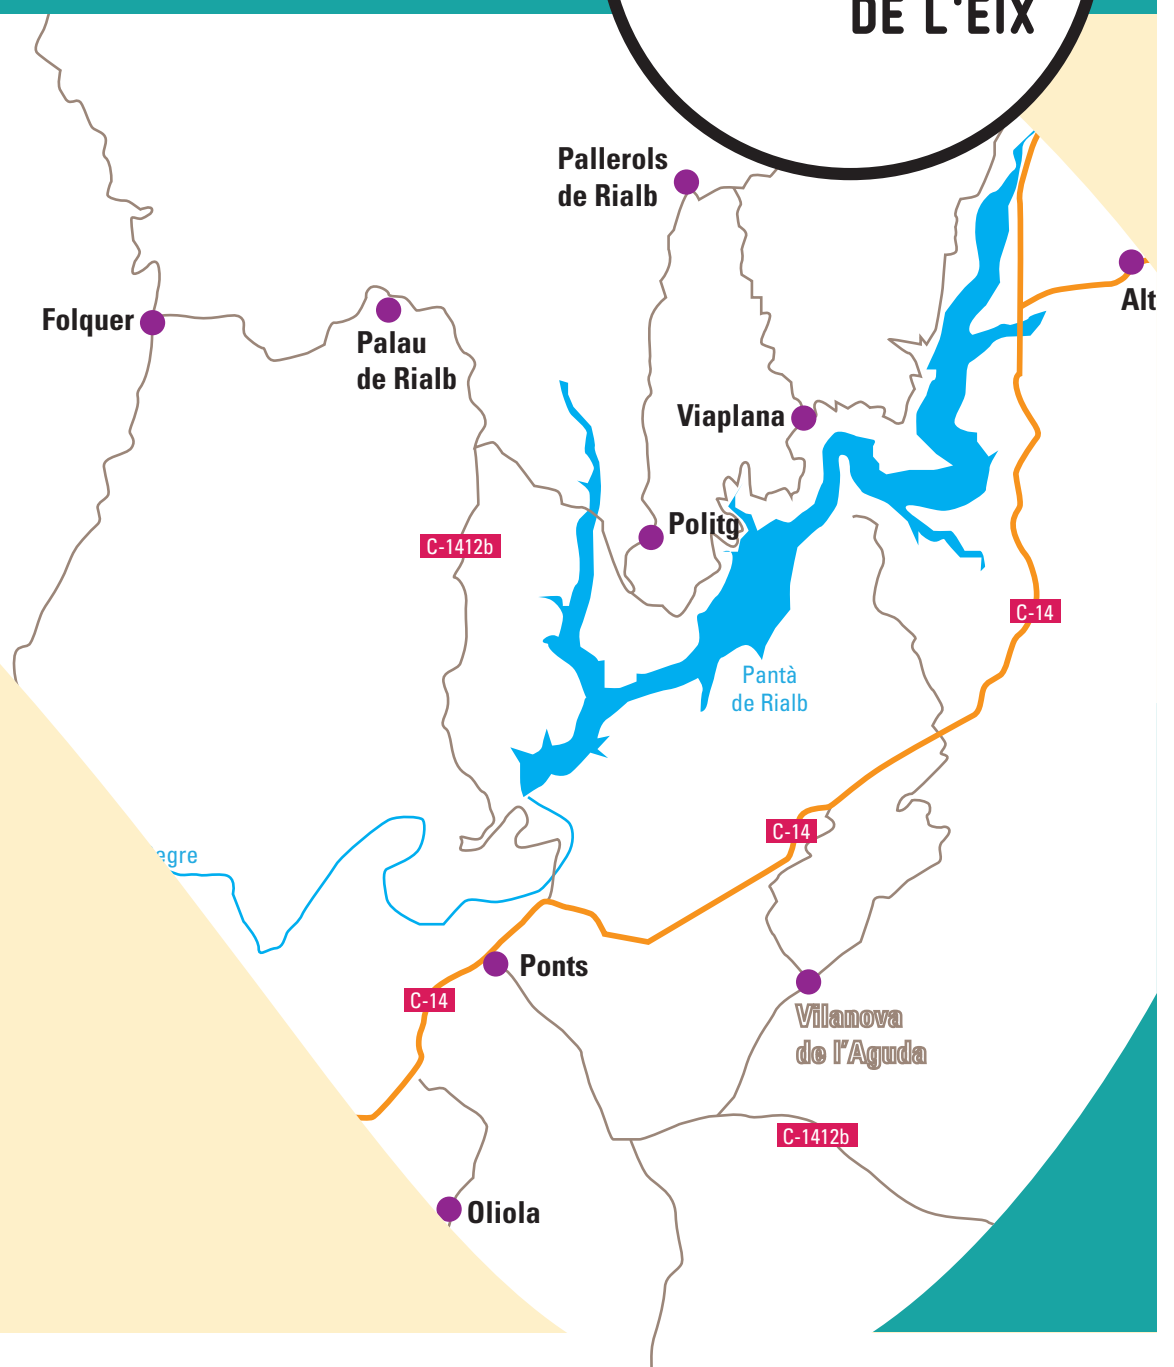 DE L'EIX
Pallerols
de Rialb
Alt
Folquer
Palau
de Rialb
Viaplana
Politg
C-1412b
C-14
Pantà
de Rialb
C-14
egre
Ponts
C-14
Vilanova
de l'Aguda
C-1412b
Oliola